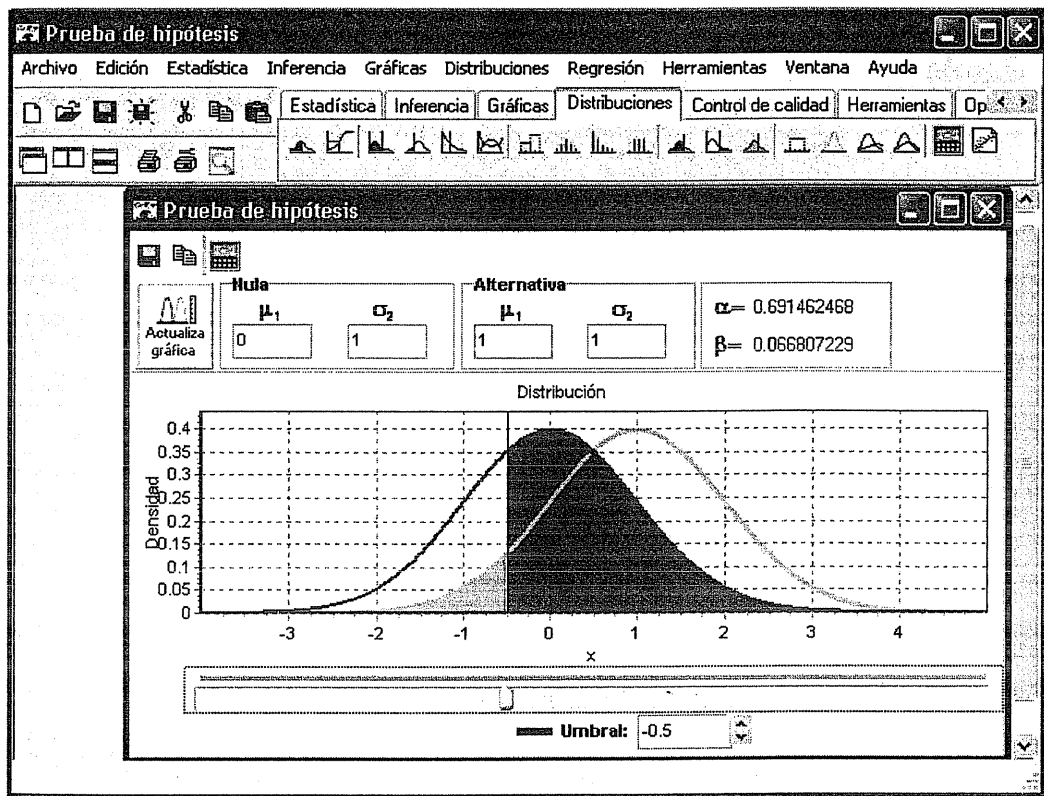 Prueba de hipótesis
Archivo Edición Estadística Inferencia Gráficas Distribuciones Regresión Herramientas Ventana Ayuda
Estadística Inferencia Gráficas Distribuciones Control de calidad Herramientas Op
Prueba de hipótesis
Nula Alternativa
μ1 σ2 μ1 σ2
α= 0.691462468
Actualiza gráfica
0 1 1 1
β= 0.066807229
Distribución
Densidad
0.4
0.35
0.3
0.25
0.2
0.15
0.1
0.05
0
-3 -2 -1 0 1 2 3 4
x
Umbral: -0.5